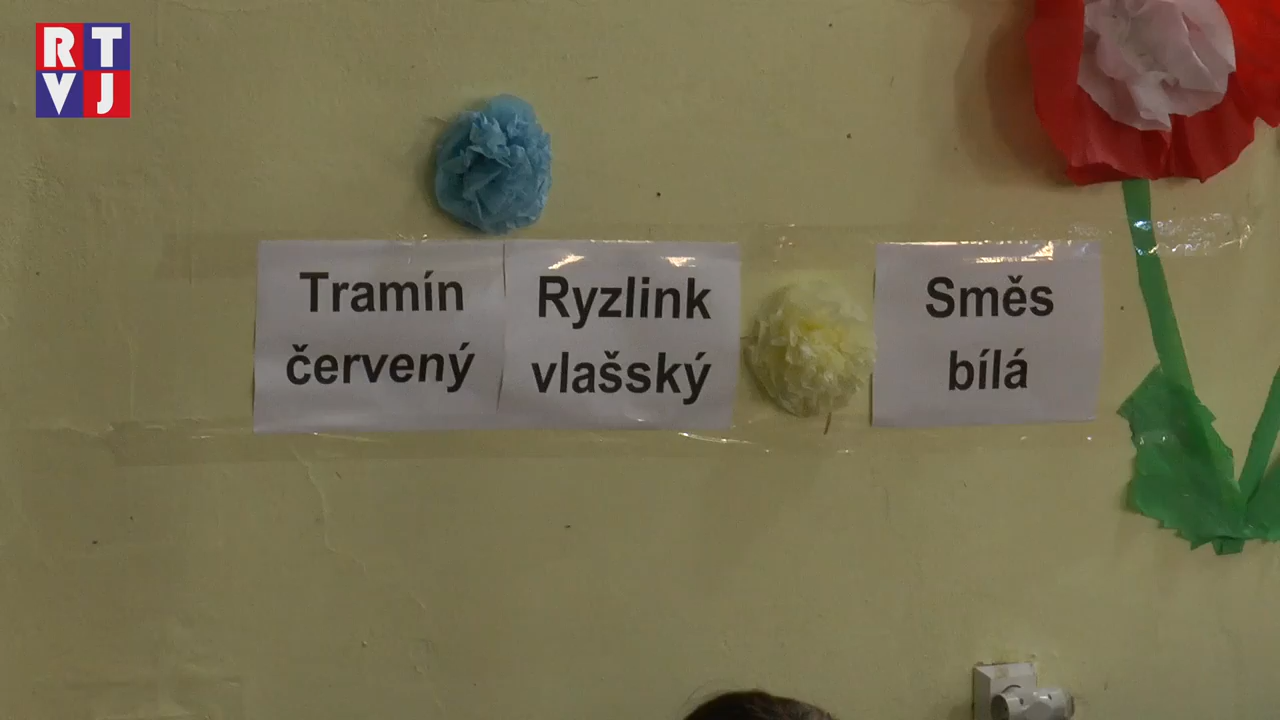 RT
VJ
Tramín
červený
Ryzlink
vlašský
Směs
bílá